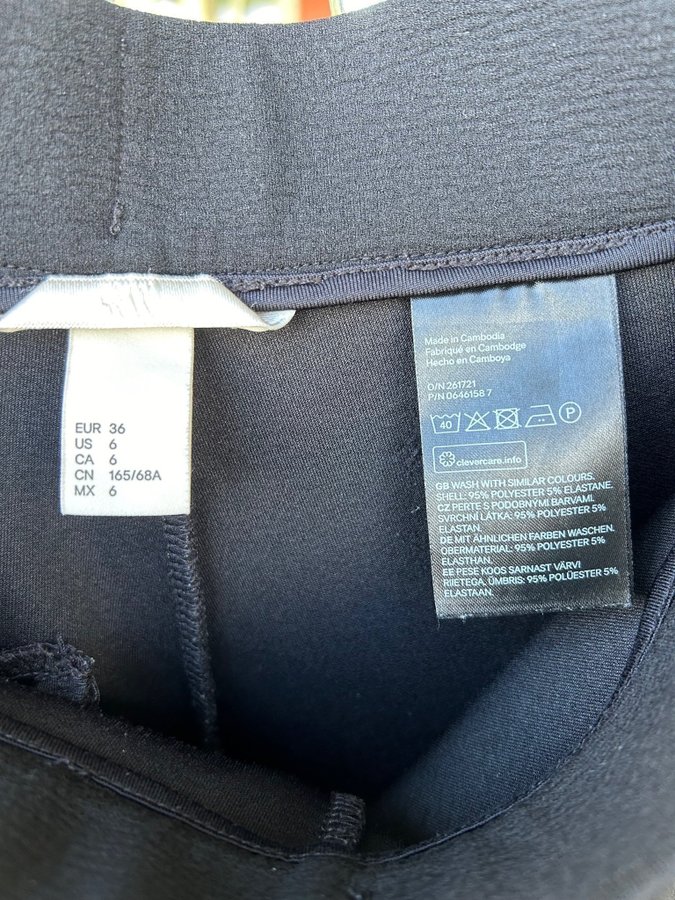 EUR 36
US 6
CA 6
CN 165/68A
MX 6
Made in Cambodia
Fabriqué en Cambodge
Hecho en Camboya
O/N 261721
P/N 0646158 7
40
P
clevercare.info
GB WASH WITH SIMILAR COLOURS.
SHELL: 95% POLYESTER 5% ELASTANE.
CZ PERTE S PODOBNÝMI BARVAMI.
SVRCHNÍ LÁTKA: 95% POLYESTER 5%
ELASTAN.
DE MIT ÄHNLICHEN FARBEN WASCHEN.
OBERMATERIAL: 95% POLYESTER 5%
ELASTHAN.
EE PESE KOOS SARNAST VÄRVI
RIIETEGA. ÜMBRIS: 95% POLÜESTER 5%
ELASTAAN.